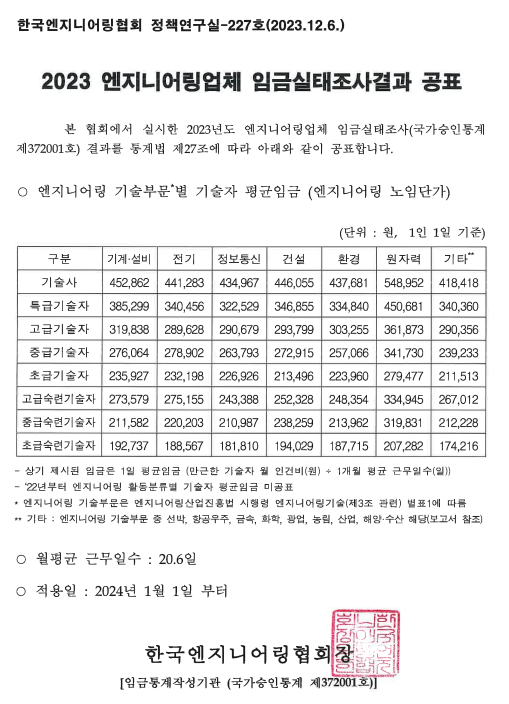 한국엔지니어링협회 정책연구실-227호(2023.12.6.)
2023 엔지니어링업체 임금실태조사결과 공표
본 협회에서 실시한 2023년도 엔지니어링업체 임금실태조사(국가승인통계
제372001호) 결과를 통계법 제27조에 따라 아래와 같이 공표합니다.
○ 엔지니어링 기술부문*별 기술자 평균임금 (엔지니어링 노임단가)
(단위 : 원, 1인 1일 기준)
구분 기계·설비 전기 정보통신 건설 환경 원자력 기타**
기술사 452,862 441,283 434,967 446,055 437,681 548,952 418,418
특급기술자 385,299 340,456 322,529 346,855 334,840 450,681 340,360
고급기술자 319,838 289,628 290,679 293,799 303,255 361,873 290,356
중급기술자 276,064 278,902 263,793 272,915 257,066 341,730 239,233
초급기술자 235,927 232,198 226,926 213,496 223,960 279,477 211,513
고급숙련기술자 273,579 275,155 243,388 252,328 248,354 334,945 267,012
중급숙련기술자 211,582 220,203 210,987 238,259 213,962 319,831 212,228
초급숙련기술자 192,737 188,567 181,810 194,029 187,715 207,282 174,216
- 상기 제시된 임금은 1일 평균임금 (만근한 기술자 월 인건비(원) ÷ 1개월 평균 근무일수(일))
- '22년부터 엔지니어링 활동분류별 기술자 평균임금 미공표
* 엔지니어링 기술부문은 엔지니어링산업진흥법 시행령 엔지니어링기술(제3조 관련) 별표1에 따름
** 기타 : 엔지니어링 기술부문 중 선박, 항공우주, 금속, 화학, 광업, 농림, 산업, 해양·수산 해당(보고서 참조)
○ 월평균 근무일수 : 20.6일
○ 적용일 : 2024년 1월 1일 부터
한국엔지니어링협회장
[임금통계작성기관 (국가승인통계 제372001호)]